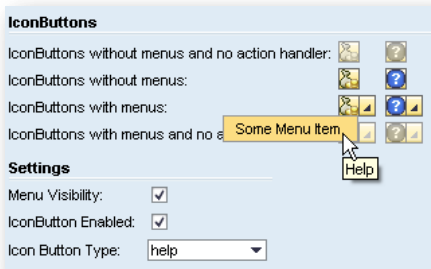 IconButtons
IconButtons without menus and no action handler:
IconButtons without menus:
IconButtons with menus:
Some Menu Item
IconButtons with menus and no a
Help
Settings
Menu Visibility:
IconButton Enabled:
Icon Button Type: help